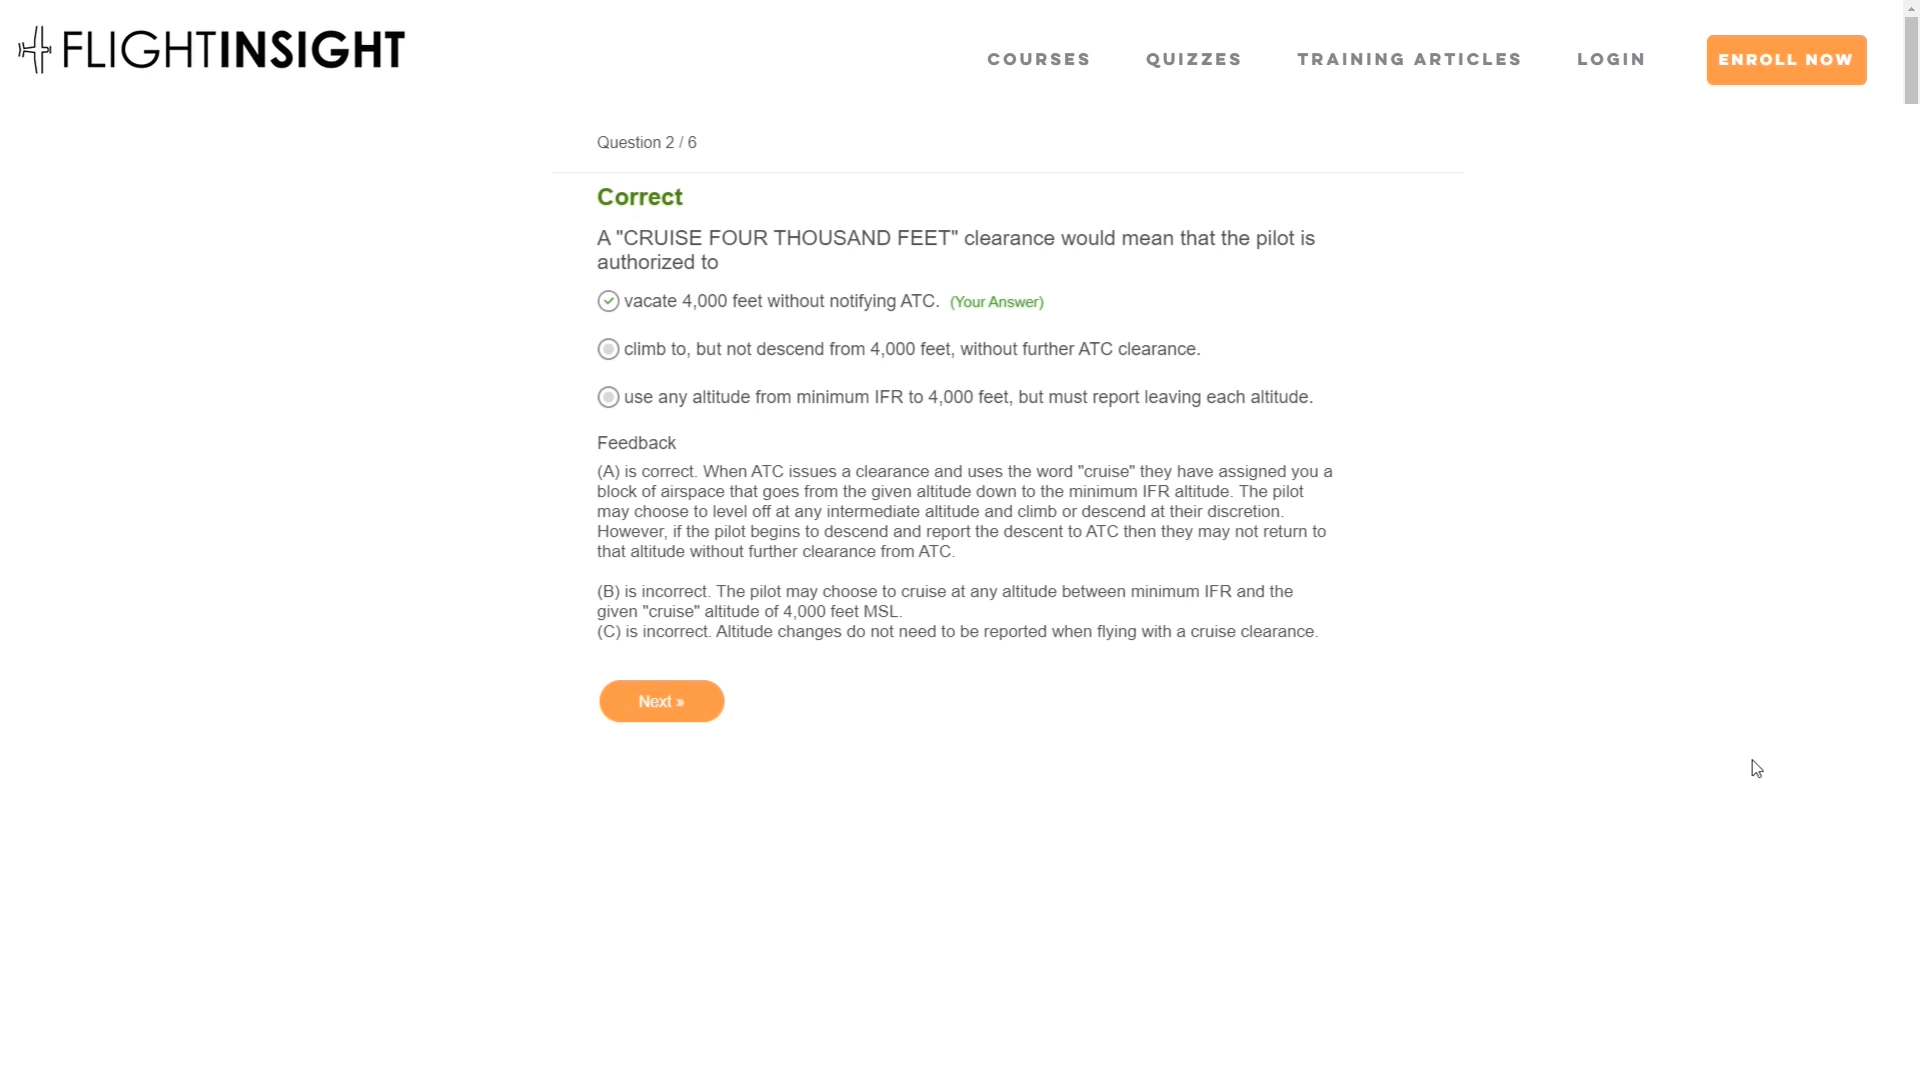 FLIGHTINSIGHT
COURSES
QUIZZES
TRAINING ARTICLES
LOGIN
ENROLL NOW
Question 2 / 6
Correct
A "CRUISE FOUR THOUSAND FEET" clearance would mean that the pilot is
authorized to
vacate 4,000 feet without notifying ATC. (Your Answer)
climb to, but not descend from 4,000 feet, without further ATC clearance.
use any altitude from minimum IFR to 4,000 feet, but must report leaving each altitude.
Feedback
(A) is correct. When ATC issues a clearance and uses the word "cruise" they have assigned you a
block of airspace that goes from the given altitude down to the minimum IFR altitude. The pilot
may choose to level off at any intermediate altitude and climb or descend at their discretion.
However, if the pilot begins to descend and report the descent to ATC then they may not return to
that altitude without further clearance from ATC.
(B) is incorrect. The pilot may choose to cruise at any altitude between minimum IFR and the
given "cruise" altitude of 4,000 feet MSL.
(C) is incorrect. Altitude changes do not need to be reported when flying with a cruise clearance.
Next »